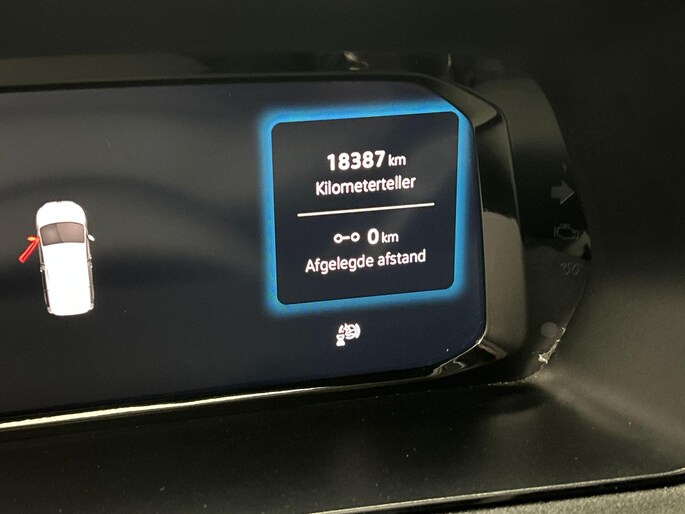 18387 km
Kilometerteller
0 km
Afgelegde afstand